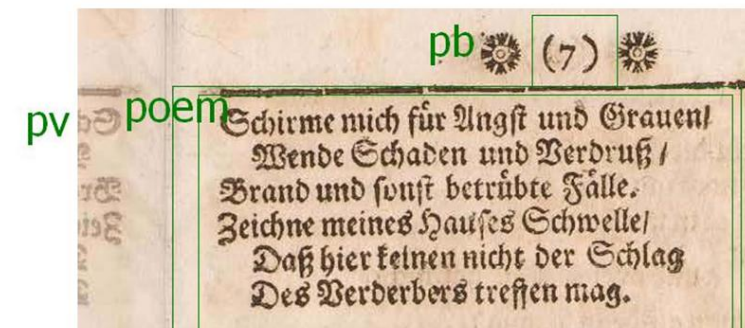 pb (7)
pv poem
Schirme mich für Angst und Grauen/
Wende Schaden und Verdruß /
Brand und sonst betrübte Fälle.
Zeichne meines Hauses Schwelle/
Daß hier keinen nicht der Schlag
Des Verderbers treffen mag.